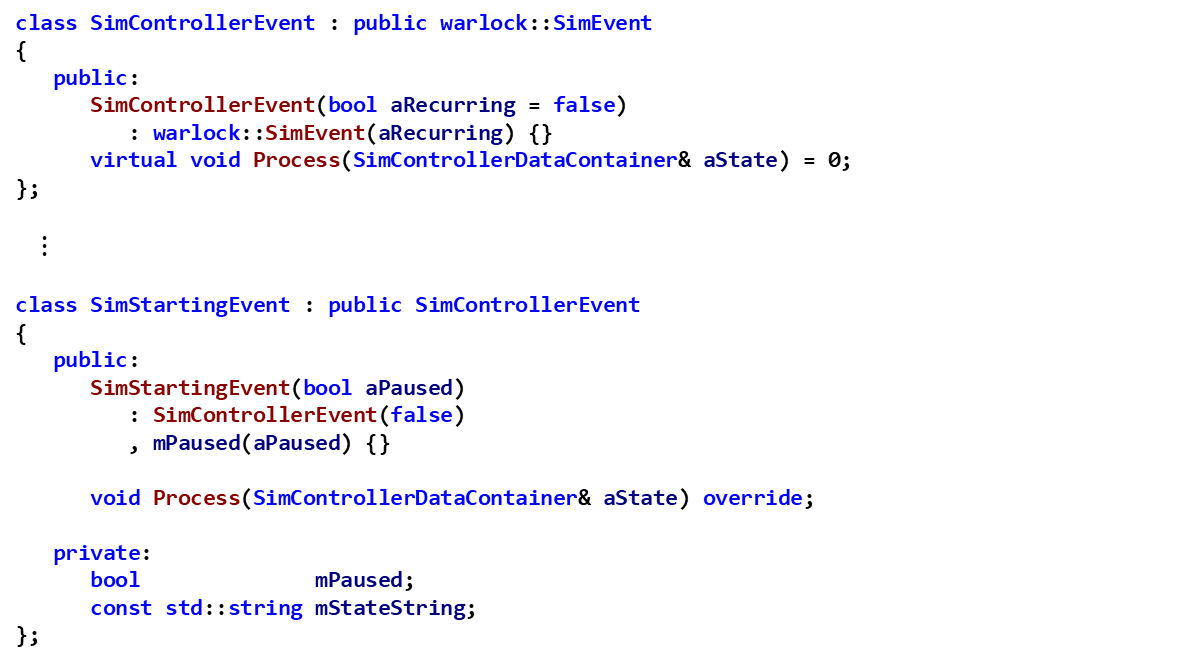 class SimControllerEvent : public warlock::SimEvent
{
   public:
      SimControllerEvent(bool aRecurring = false)
         : warlock::SimEvent(aRecurring) {}
      virtual void Process(SimControllerDataContainer& aState) = 0;
};
⋮
class SimStartingEvent : public SimControllerEvent
{
   public:
      SimStartingEvent(bool aPaused)
         : SimControllerEvent(false)
         , mPaused(aPaused) {}
      void Process(SimControllerDataContainer& aState) override;
   private:
      bool              mPaused;
      const std::string mStateString;
};